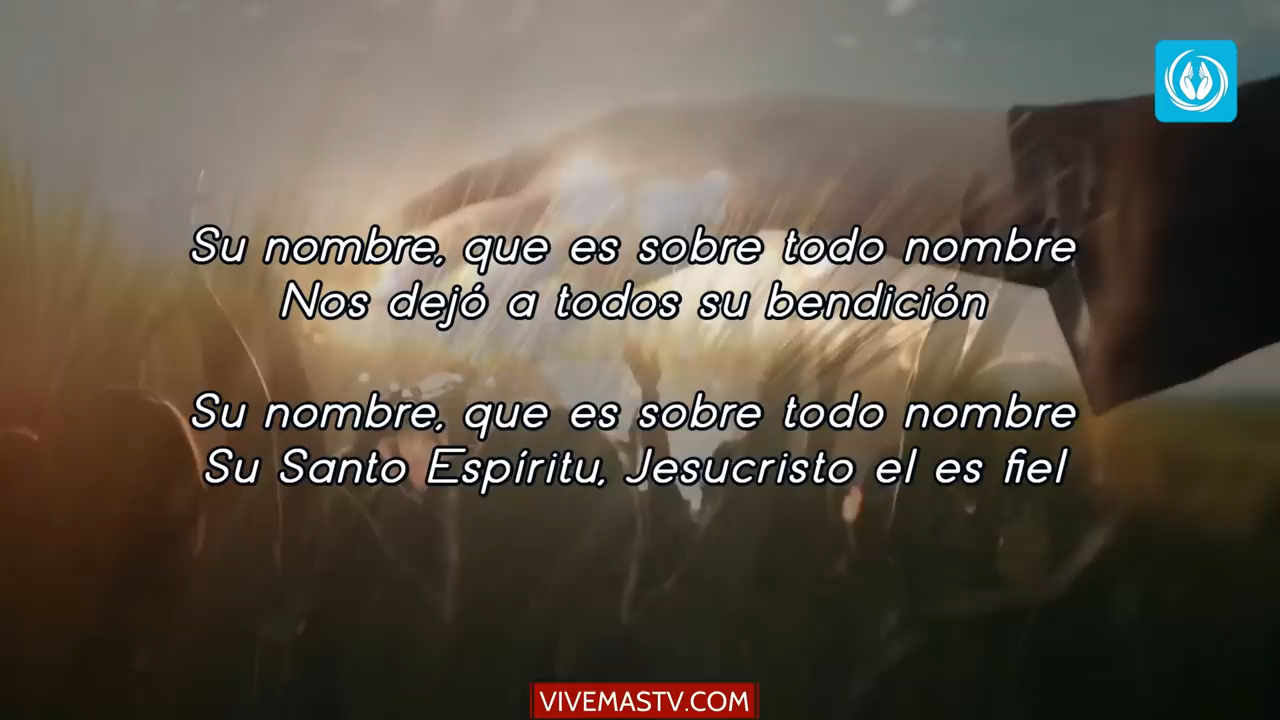 Su nombre, que es sobre todo nombre
Nos dejó a todos su bendición
Su nombre, que es sobre todo nombre
Su Santo Espíritu, Jesucristo el es fiel
VIVEMASTV.COM